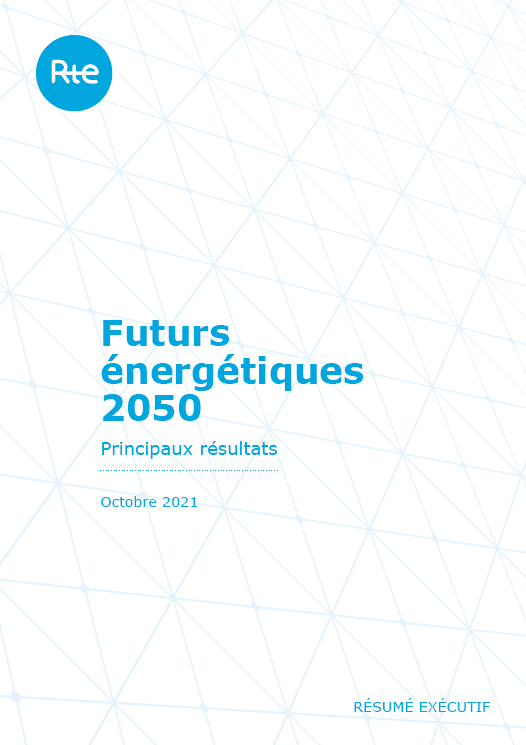 Rte
Futurs
énergétiques
2050
Principaux résultats
Octobre 2021
RÉSUMÉ EXÉCUTIF